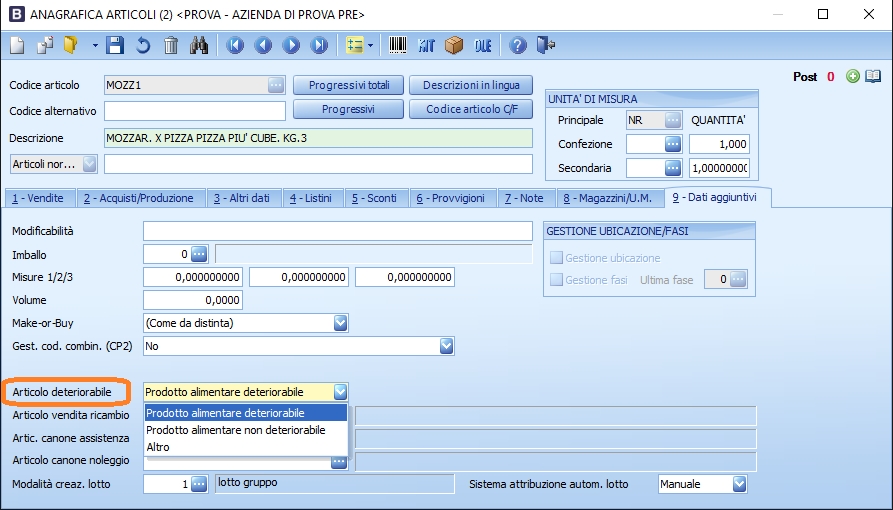 B ANAGRAFICA ARTICOLI (2) <PROVA - AZIENDA DI PROVA PRE>
KIT OLE
Post 0
Codice articolo MOZZ1 Progressivi totali Descrizioni in lingua
Codice alternativo Progressivi Codice articolo C/F
Descrizione MOZZAR. X PIZZA PIZZA PIU' CUBE. KG.3
Articoli nor...
UNITA' DI MISURA
Principale NR QUANTITA'
Confezione 1,000
Secondaria 1,0000000
1 - Vendite 2 - Acquisti/Produzione 3 - Altri dati 4 - Listini 5 - Sconti 6 - Provvigioni 7 - Note 8 - Magazzini/U.M. 9 - Dati aggiuntivi
Modificabilità
Imballo 0
Misure 1/2/3 0,000000000 0,000000000 0,000000000
Volume 0,0000
Make-or-Buy (Come da distinta)
Gest. cod. combin. (CP2) No
GESTIONE UBICAZIONE/FASI
Gestione ubicazione
Gestione fasi Ultima fase 0
Articolo deteriorabile Prodotto alimentare deteriorabile
Prodotto alimentare deteriorabile
Prodotto alimentare non deteriorabile
Altro
Articolo vendita ricambio
Artic. canone assistenza
Articolo canone noleggio
Modalità creaz. lotto 1 lotto gruppo Sistema attribuzione autom. lotto Manuale